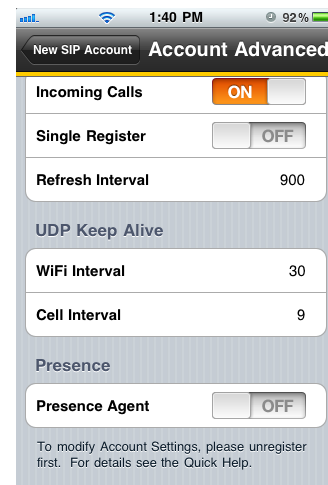 1:40 PM 92%
New SIP Account Account Advanced
Incoming Calls ON
Single Register OFF
Refresh Interval 900
UDP Keep Alive
WiFi Interval 30
Cell Interval 9
Presence
Presence Agent OFF
To modify Account Settings, please unregister
first. For details see the Quick Help.